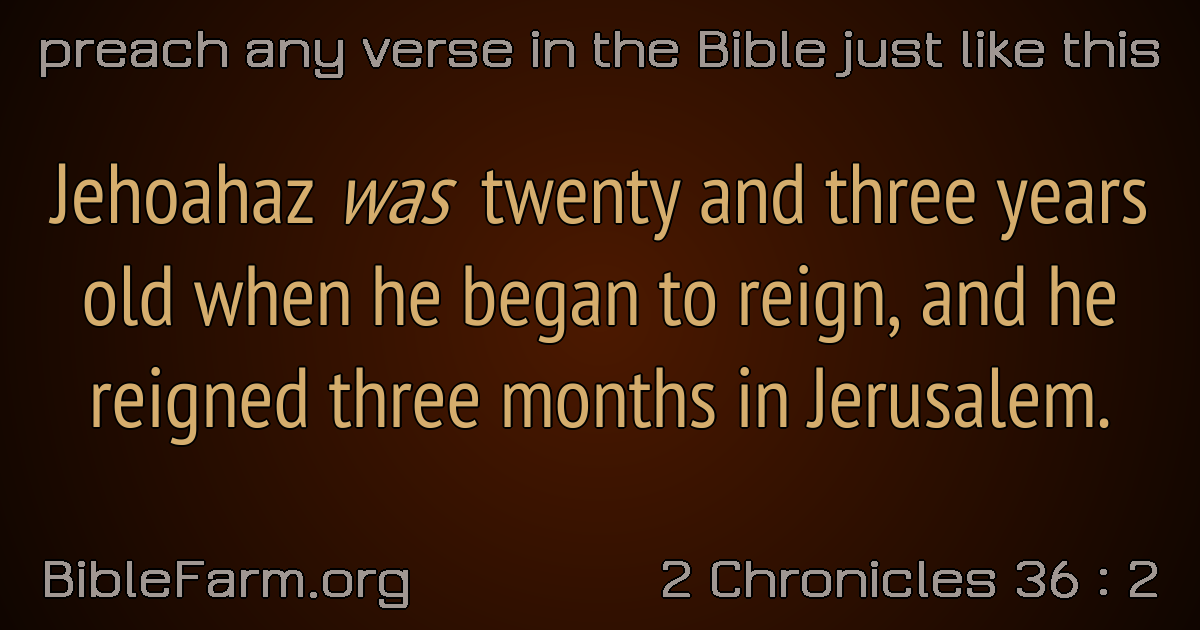 preach any verse in the Bible just like this
Jehoahaz was twenty and three years
old when he began to reign, and he
reigned three months in Jerusalem.
BibleFarm.org
2 Chronicles 36 : 2